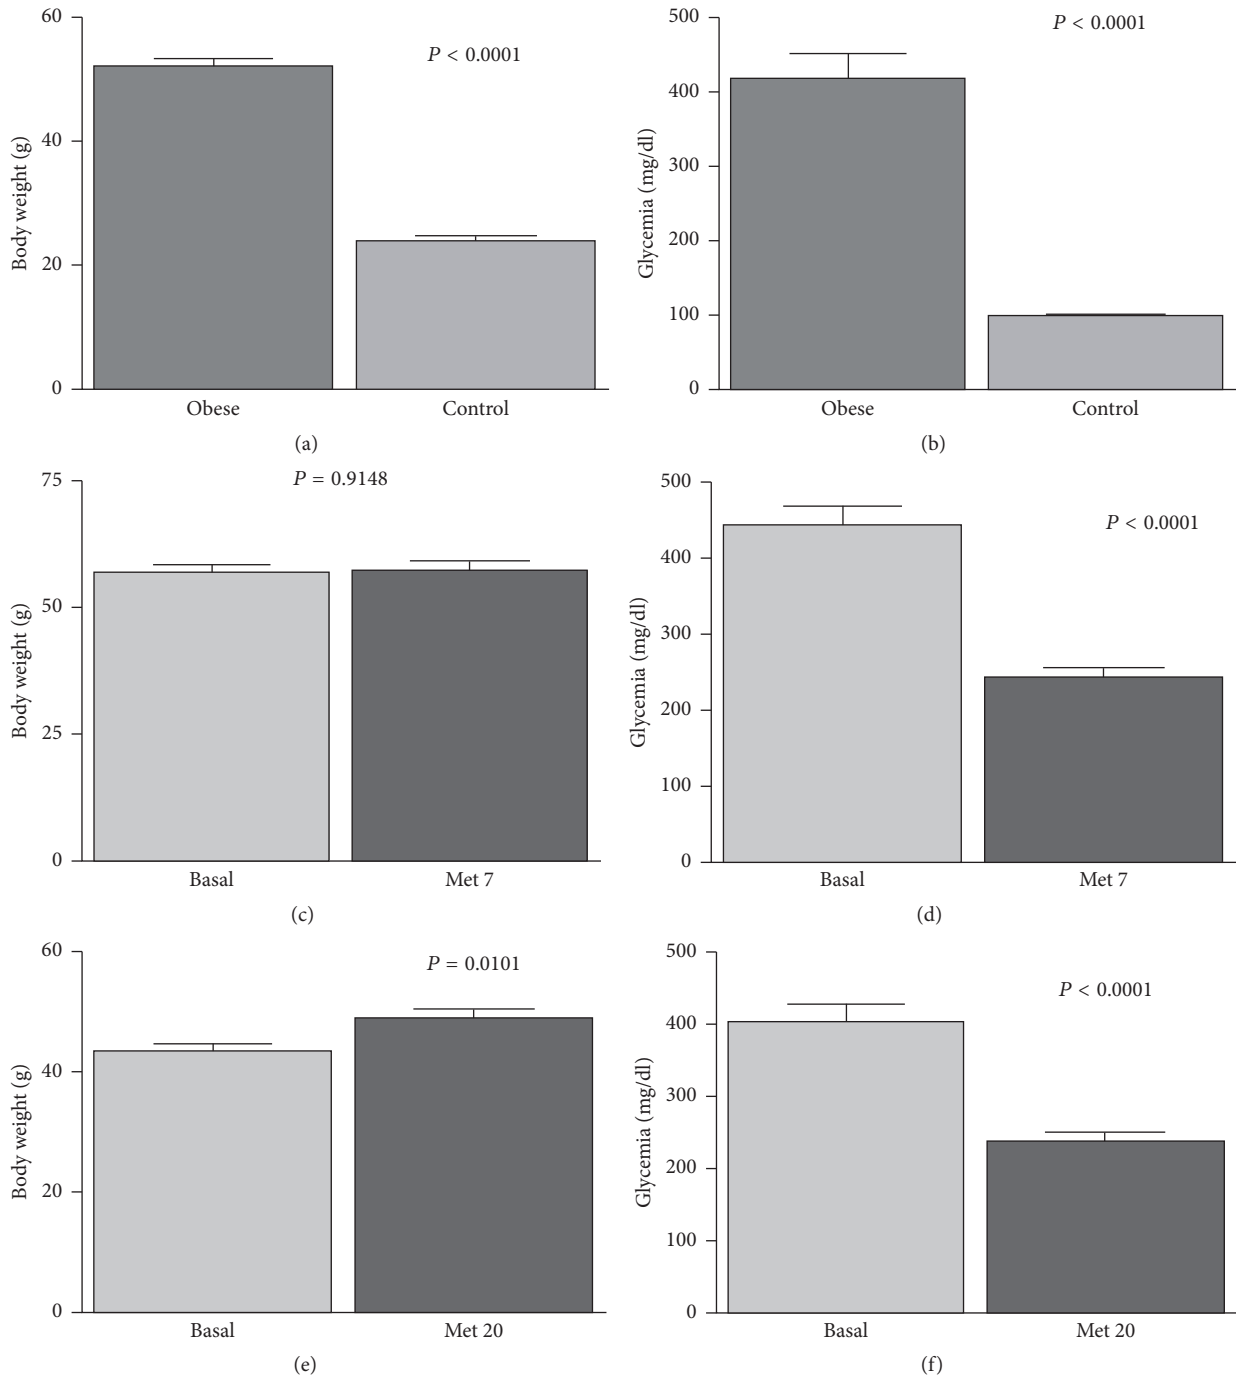 60
40
20
0
Body weight (g)
P < 0.0001
Obese
Control
(a)
500
400
300
200
100
0
Glycemia (mg/dl)
P < 0.0001
Obese
Control
(b)
75
50
25
0
Body weight (g)
P = 0.9148
Basal
Met 7
(c)
500
400
300
200
100
0
Glycemia (mg/dl)
P < 0.0001
Basal
Met 7
(d)
60
40
20
0
Body weight (g)
P = 0.0101
Basal
Met 20
(e)
500
400
300
200
100
0
Glycemia (mg/dl)
P < 0.0001
Basal
Met 20
(f)